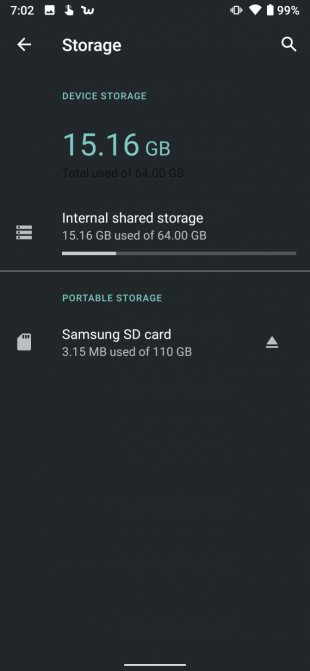 7:02
99%
Storage
DEVICE STORAGE
15.16 GB
Total used of 64.00 GB
Internal shared storage
15.16 GB used of 64.00 GB
PORTABLE STORAGE
Samsung SD card
3.15 MB used of 110 GB